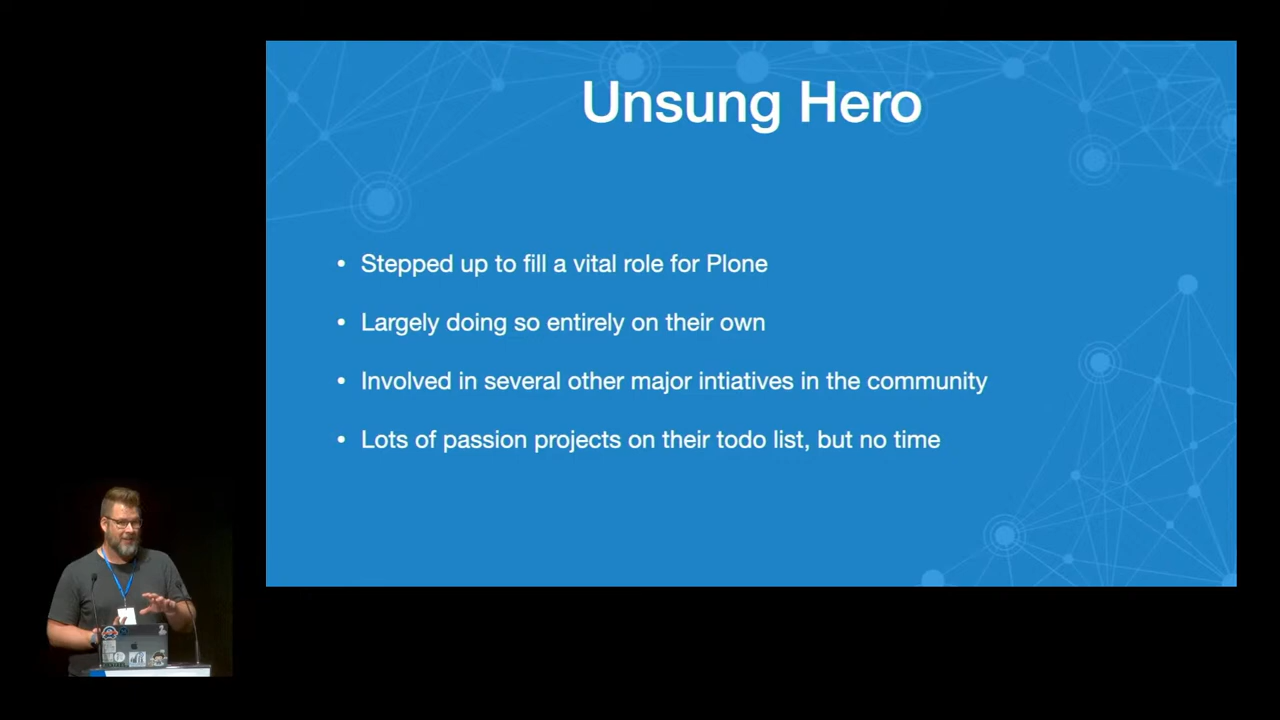 Unsung Hero
• Stepped up to fill a vital role for Plone
• Largely doing so entirely on their own
• Involved in several other major intiatives in the community
• Lots of passion projects on their todo list, but no time